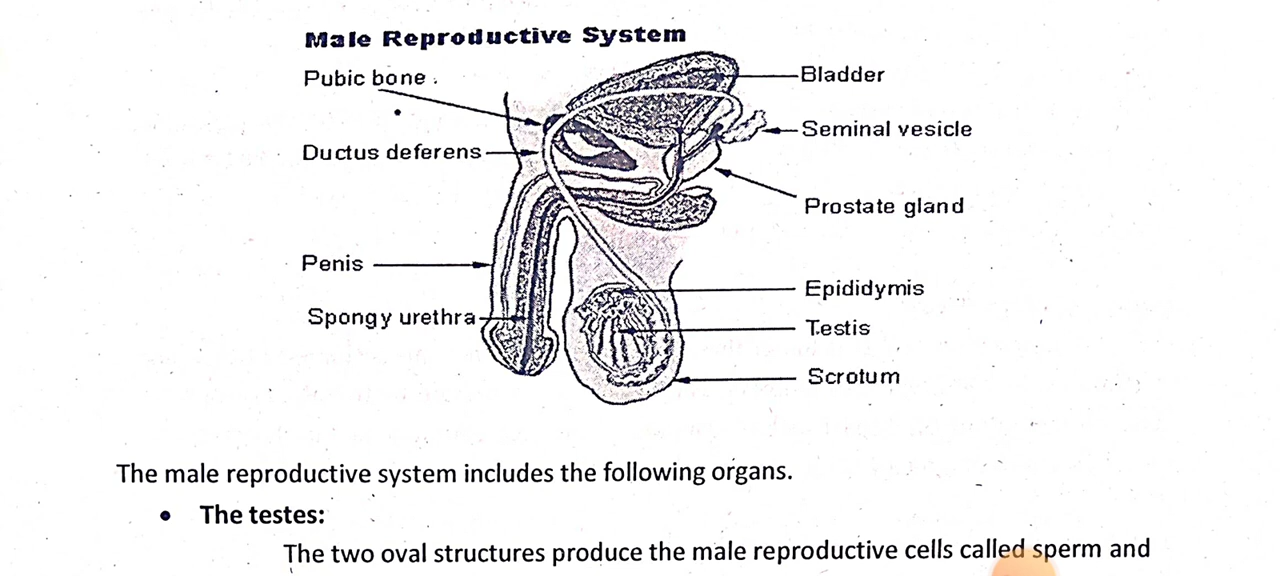 Male Reproductive System
Pubic bone
Bladder
Seminal vesicle
Ductus deferens
Prostate gland
Penis
Epididymis
Spongy urethra
Testis
Scrotum
The male reproductive system includes the following organs.
• The testes:
The two oval structures produce the male reproductive cells called sperm and